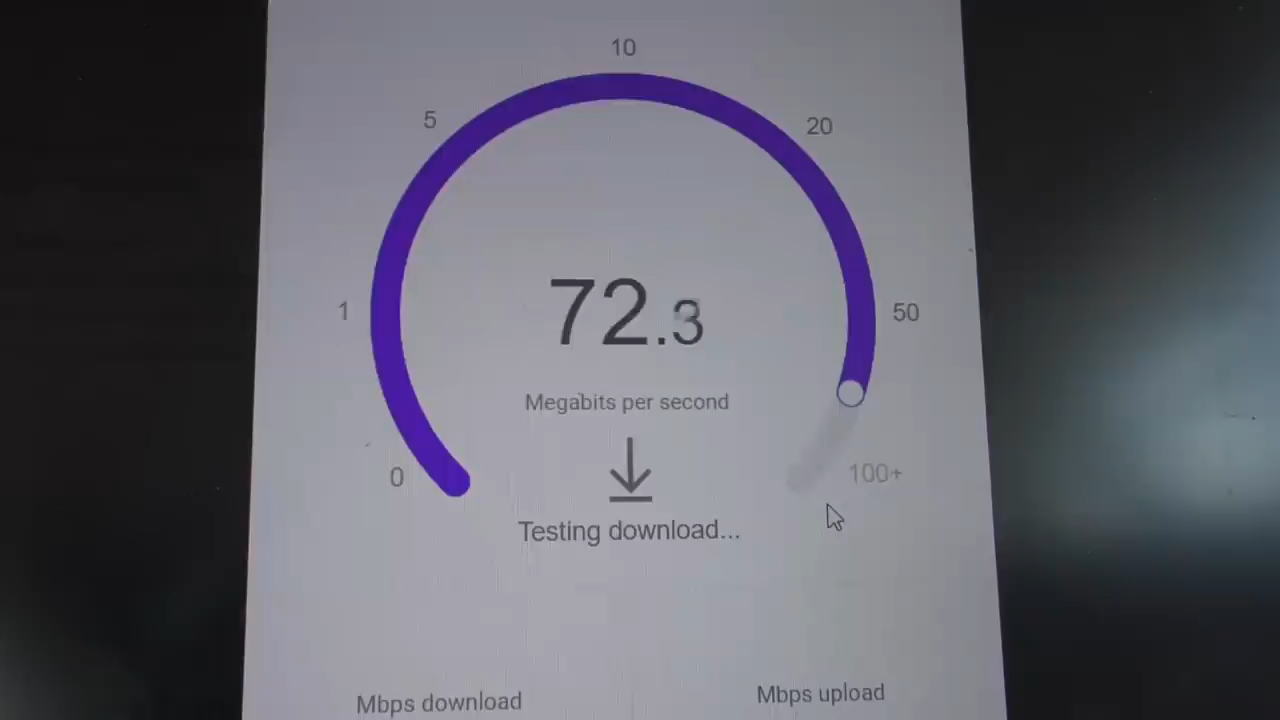 10
5
20
1
72.3
50
Megabits per second
0
100+
Testing download...
Mbps download
Mbps upload